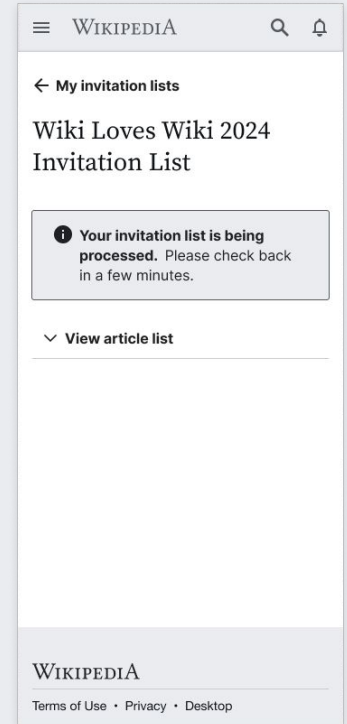 WIKIPEDIA
My invitation lists
Wiki Loves Wiki 2024
Invitation List
Your invitation list is being
processed. Please check back
in a few minutes.
View article list
WIKIPEDIA
Terms of Use • Privacy • Desktop